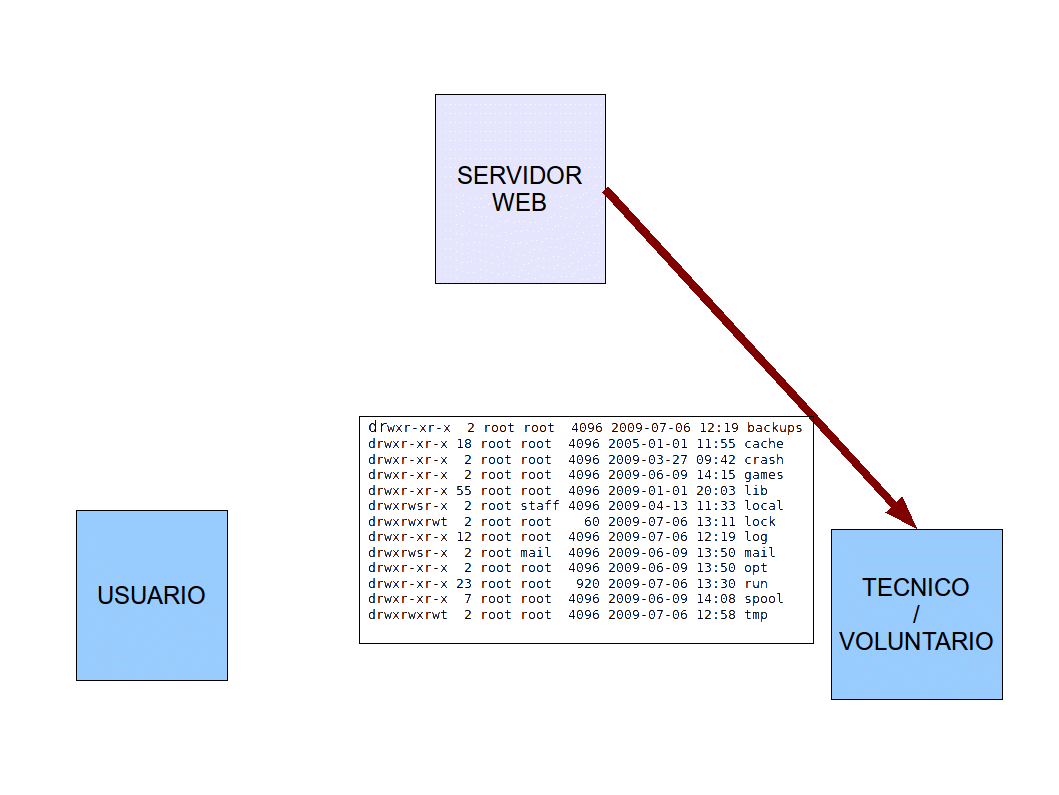 SERVIDOR
WEB
drwxr-xr-x  2 root root  4096 2009-07-06 12:19 backups
drwxr-xr-x 18 root root  4096 2005-01-01 11:55 cache
drwxr-xr-x  2 root root  4096 2009-03-27 09:42 crash
drwxr-xr-x  2 root root  4096 2009-06-09 14:15 games
drwxr-xr-x 55 root root  4096 2009-01-01 20:03 lib
drwxrwsr-x  2 root staff 4096 2009-04-13 11:33 local
drwxrwxrwt  2 root root    60 2009-07-06 13:11 lock
drwxr-xr-x 12 root root  4096 2009-07-06 12:19 log
drwxrwsr-x  2 root mail  4096 2009-06-09 13:50 mail
drwxr-xr-x  2 root root  4096 2009-06-09 13:50 opt
drwxr-xr-x 23 root root   920 2009-07-06 13:30 run
drwxr-xr-x  7 root root  4096 2009-06-09 14:08 spool
drwxrwxrwt  2 root root  4096 2009-07-06 12:58 tmp
USUARIO
TECNICO
/
VOLUNTARIO